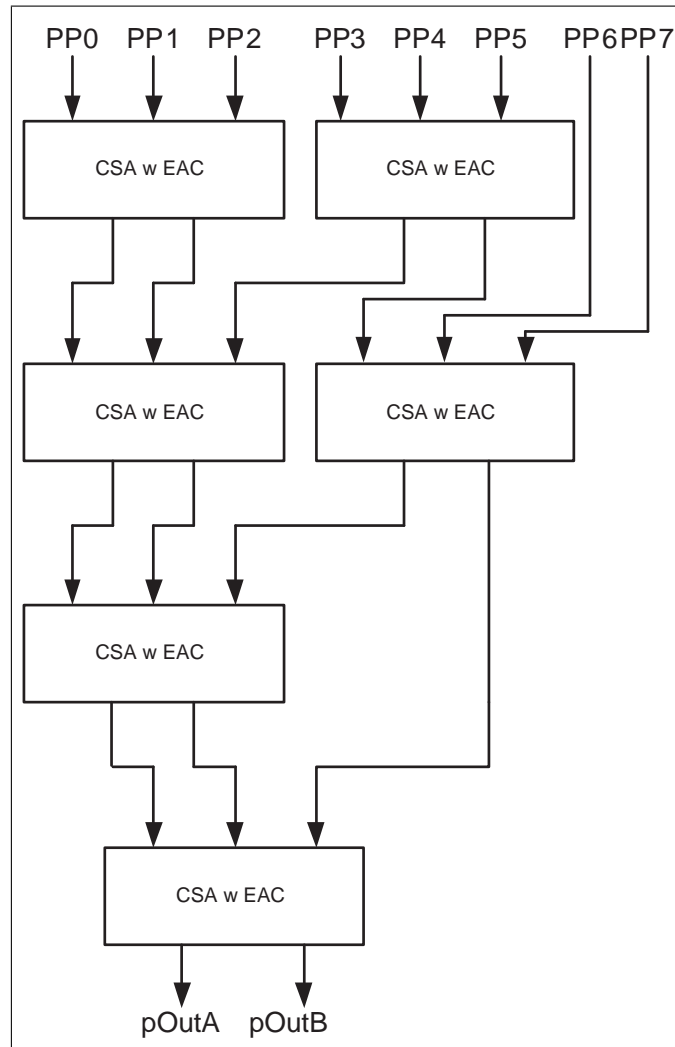 PP0 PP1 PP2 PP3 PP4 PP5 PP6 PP7
CSA w EAC CSA w EAC
CSA w EAC CSA w EAC
CSA w EAC
CSA w EAC
pOutA pOutB